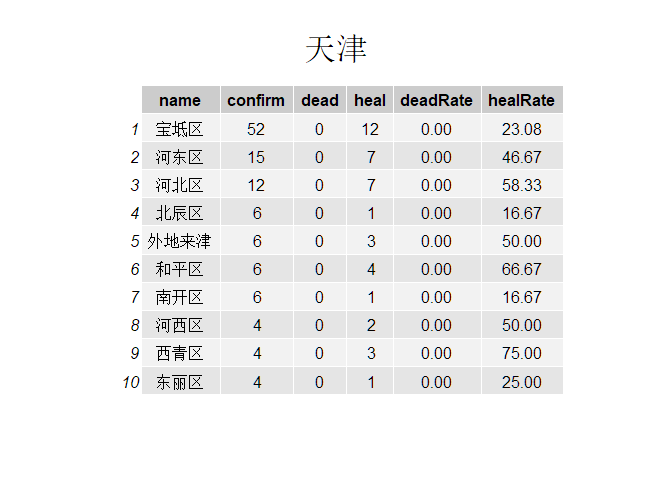 天津
name confirm dead heal deadRate healRate
1 宝坻区 52 0 12 0.00 23.08
2 河东区 15 0 7 0.00 46.67
3 河北区 12 0 7 0.00 58.33
4 北辰区 6 0 1 0.00 16.67
5 外地来津 6 0 3 0.00 50.00
6 和平区 6 0 4 0.00 66.67
7 南开区 6 0 1 0.00 16.67
8 河西区 4 0 2 0.00 50.00
9 西青区 4 0 3 0.00 75.00
10 东丽区 4 0 1 0.00 25.00